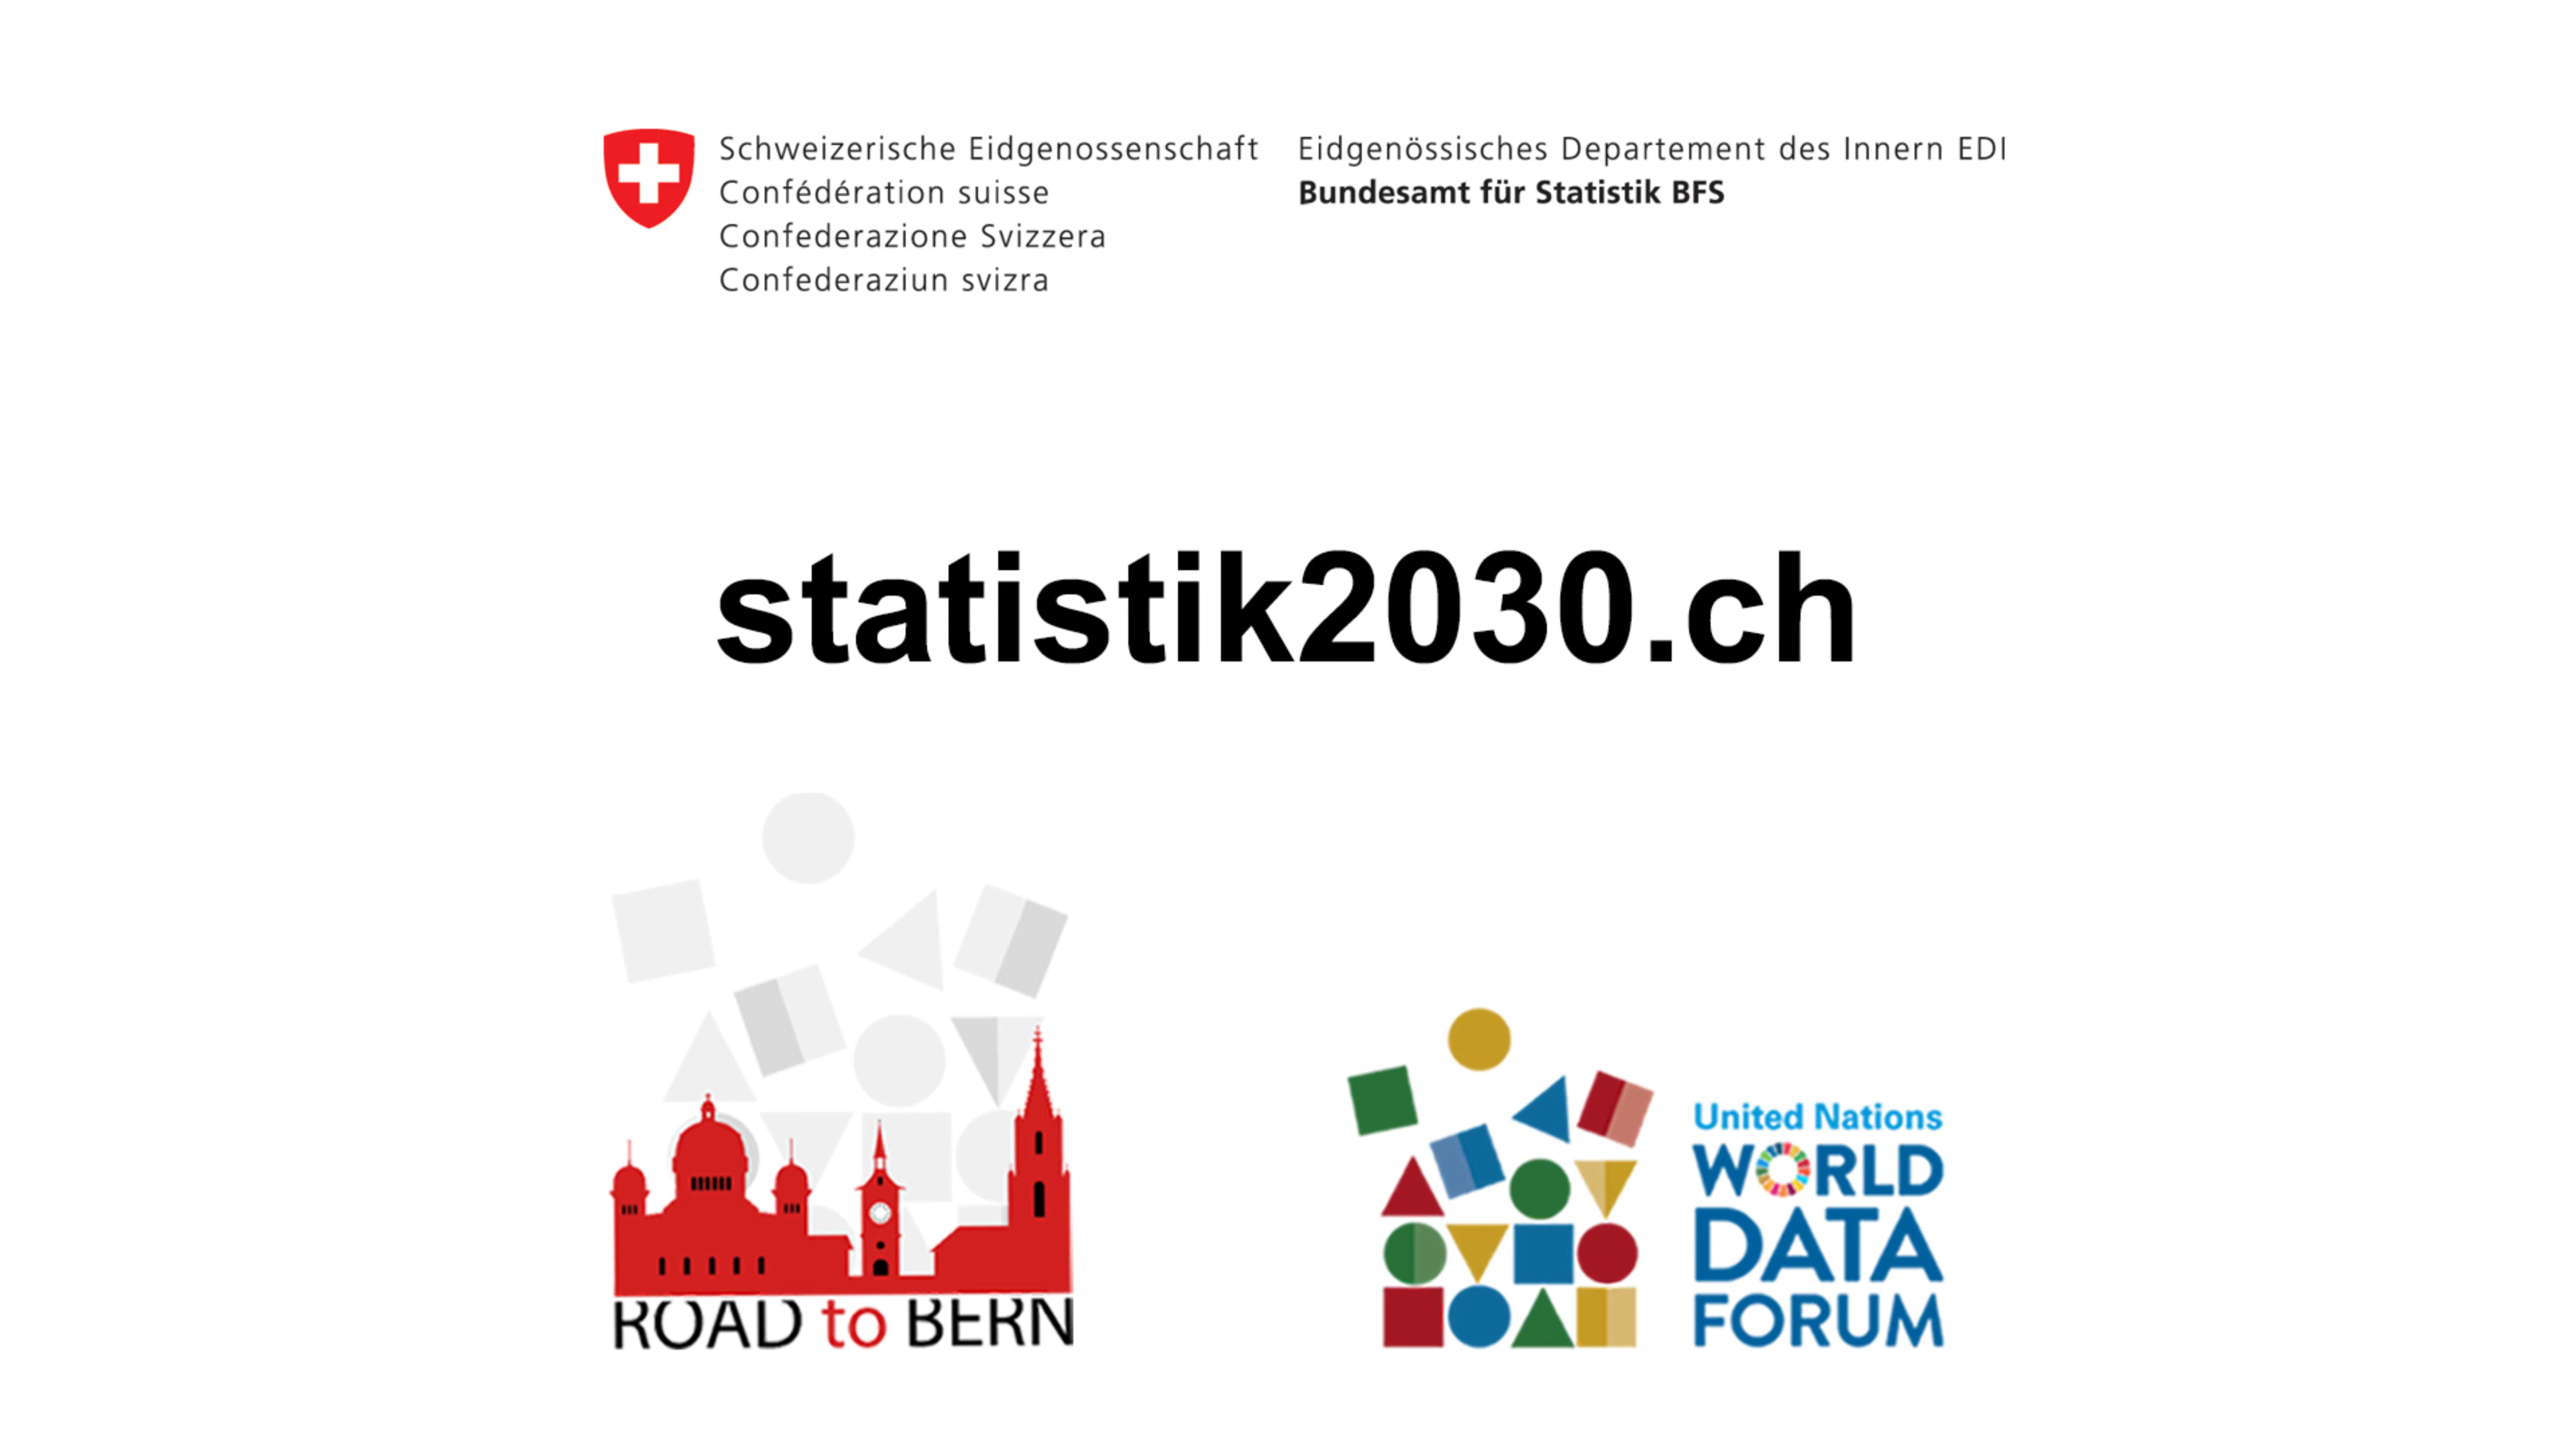 Schweizerische Eidgenossenschaft
Confédération suisse
Confederazione Svizzera
Confederaziun svizra
Eidgenössisches Departement des Innern EDI
Bundesamt für Statistik BFS
statistik2030.ch
ROAD to BERN
United Nations
WORLD
DATA
FORUM